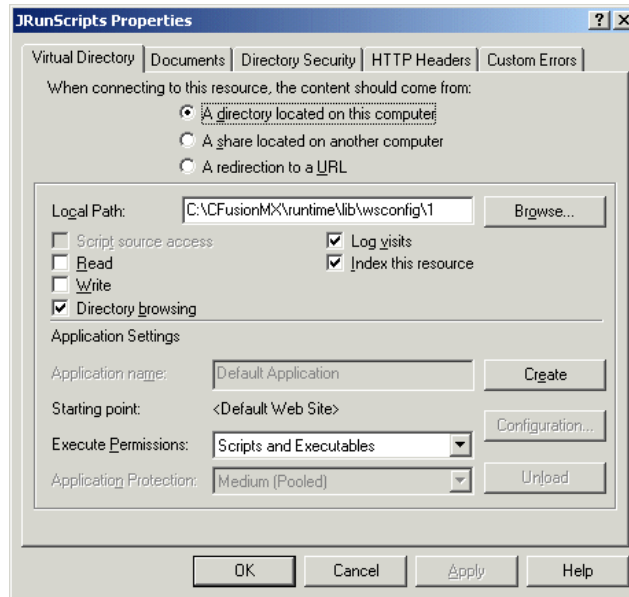 JRunScripts Properties
Virtual Directory Documents Directory Security HTTP Headers Custom Errors
When connecting to this resource, the content should come from:
A directory located on this computer
A share located on another computer
A redirection to a URL
Local Path: C:\CFusionMX\runtime\lib\wsconfig\1 Browse...
Script source access Log visits
Read Index this resource
Write
Directory browsing
Application Settings
Application name: Default Application Create
Starting point: <Default Web Site>
Configuration...
Execute Permissions: Scripts and Executables
Application Protection: Medium (Pooled) Unload
OK Cancel Apply Help